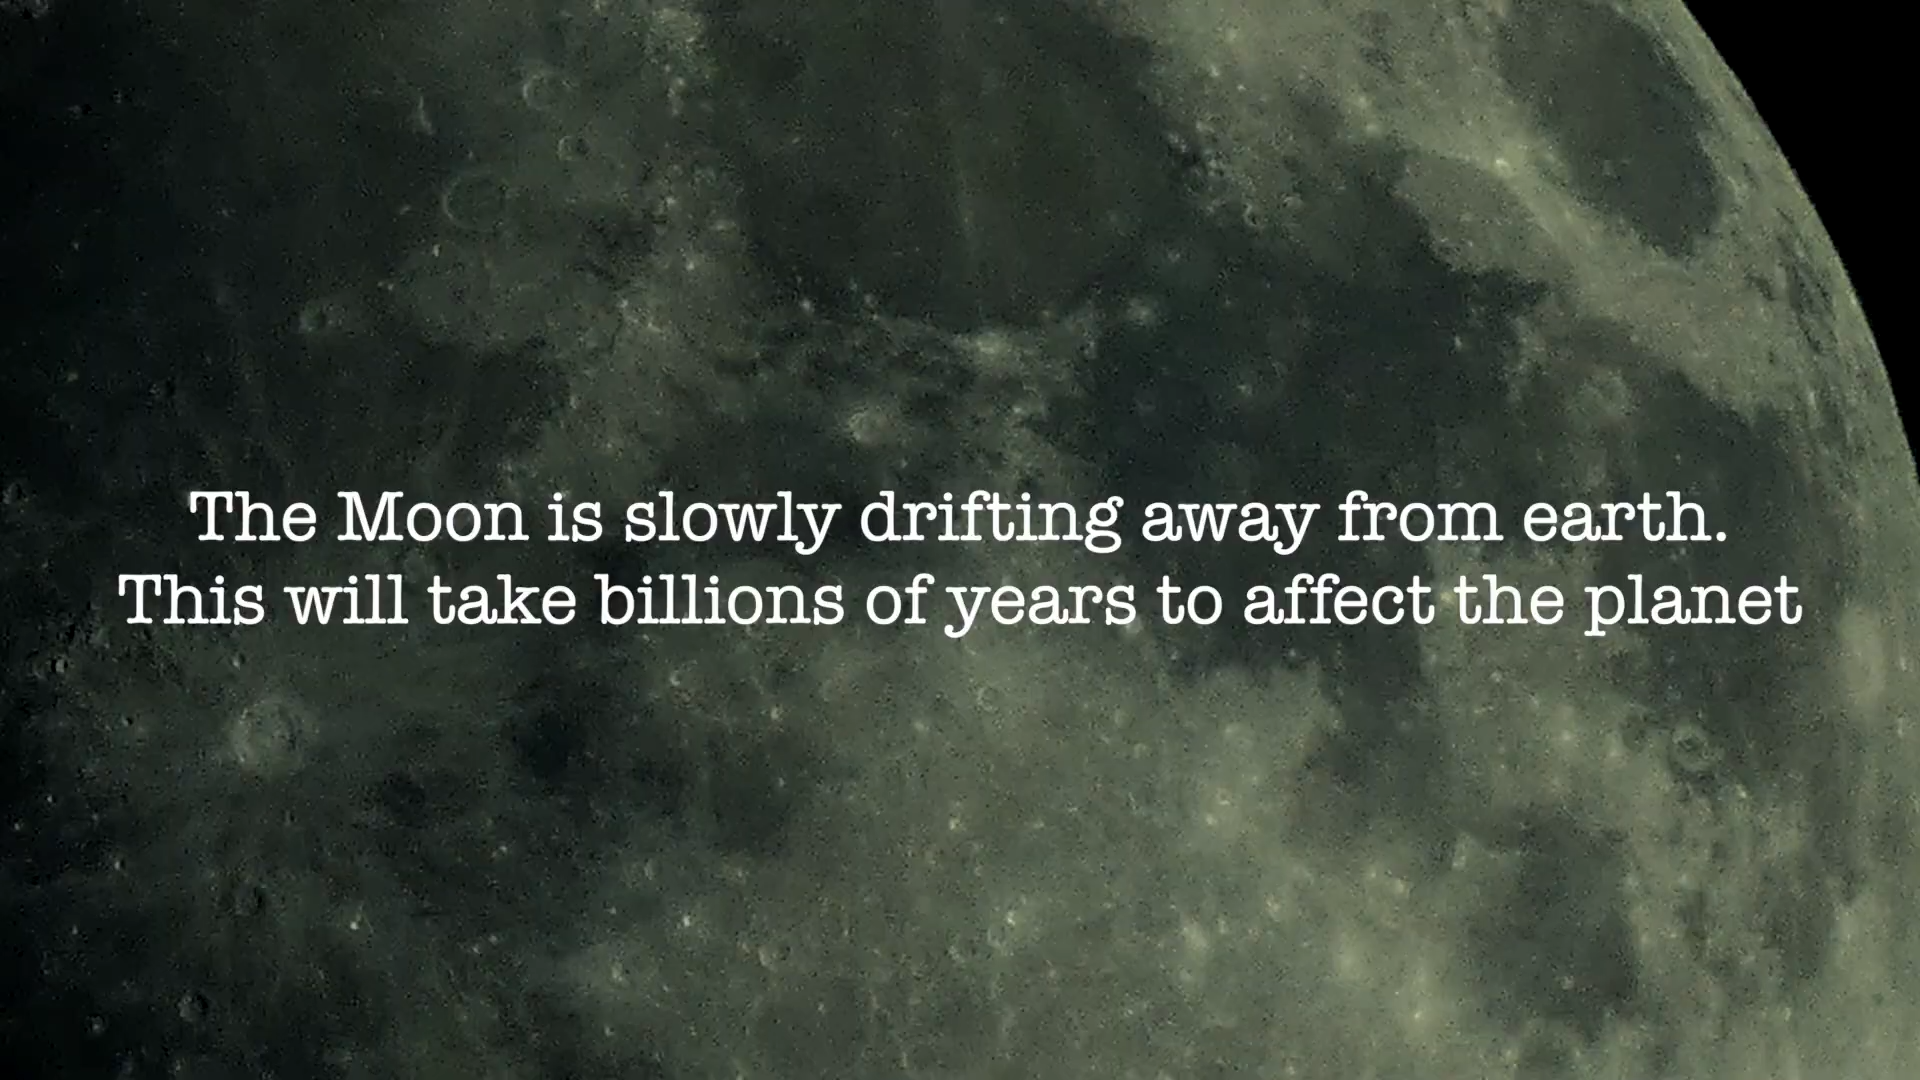 The Moon is slowly drifting away from earth.
This will take billions of years to affect the planet